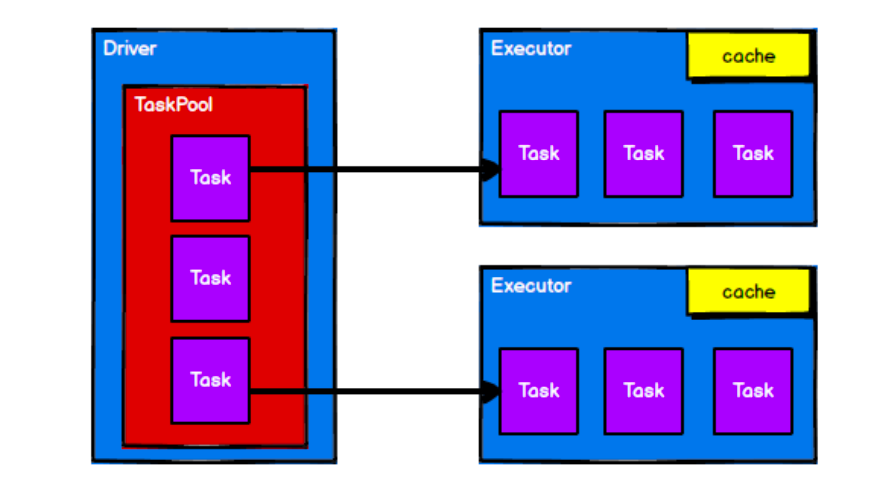 Driver
TaskPool
Task
Task
Task
Executor
cache
Task
Task
Task
Executor
cache
Task
Task
Task